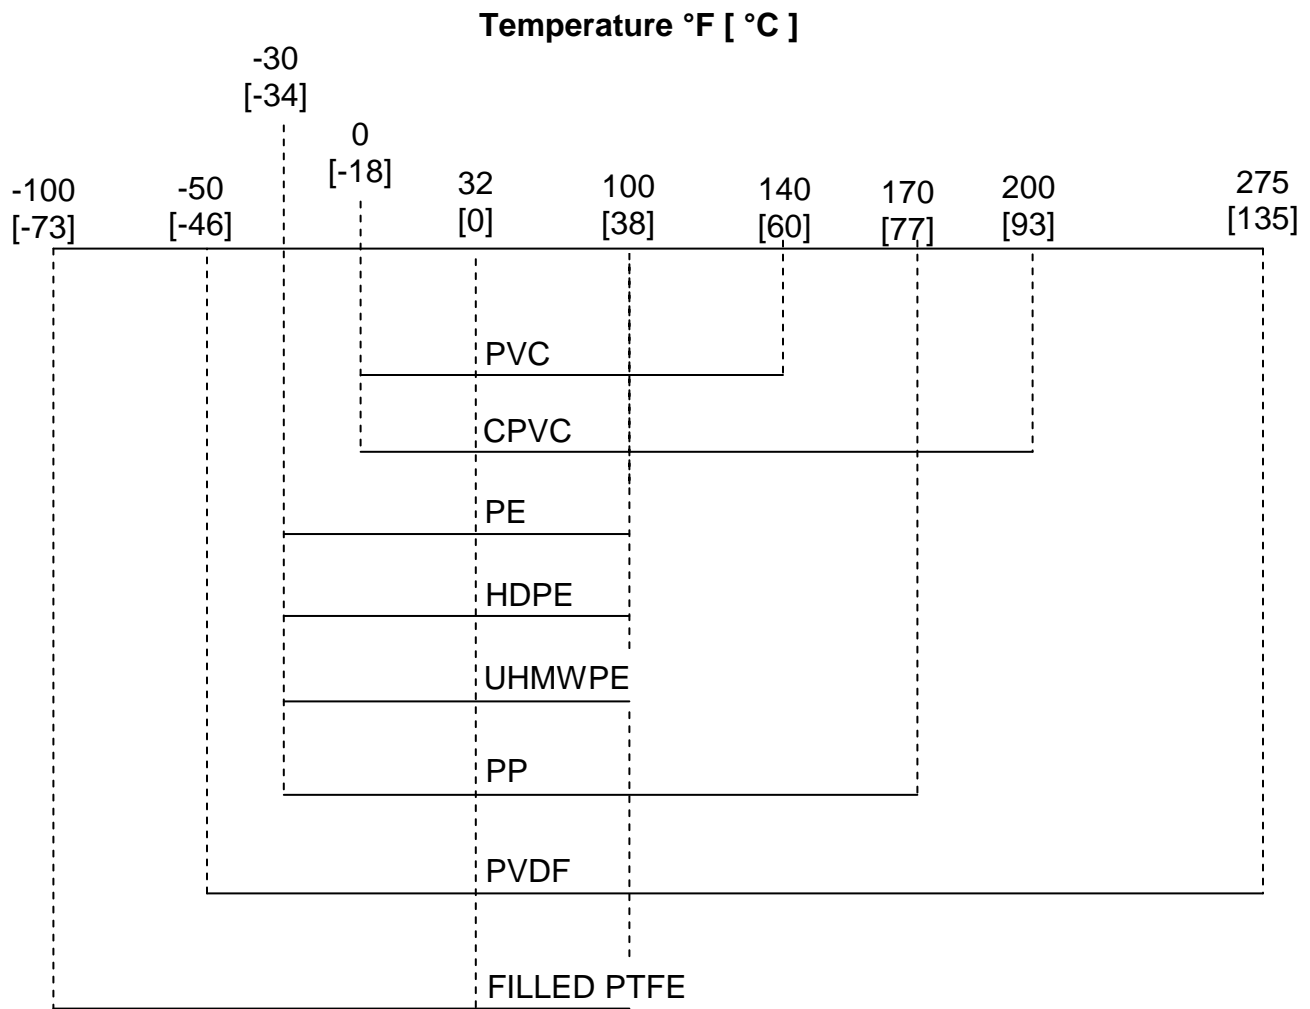 Temperature °F [ °C ]
-30
[-34]
0
[-18]
-100 -50 32 100 140 170 200 275
[-73] [-46] [0] [38] [60] [77] [93] [135]
PVC
CPVC
PE
HDPE
UHMWPE
PP
PVDF
FILLED PTFE